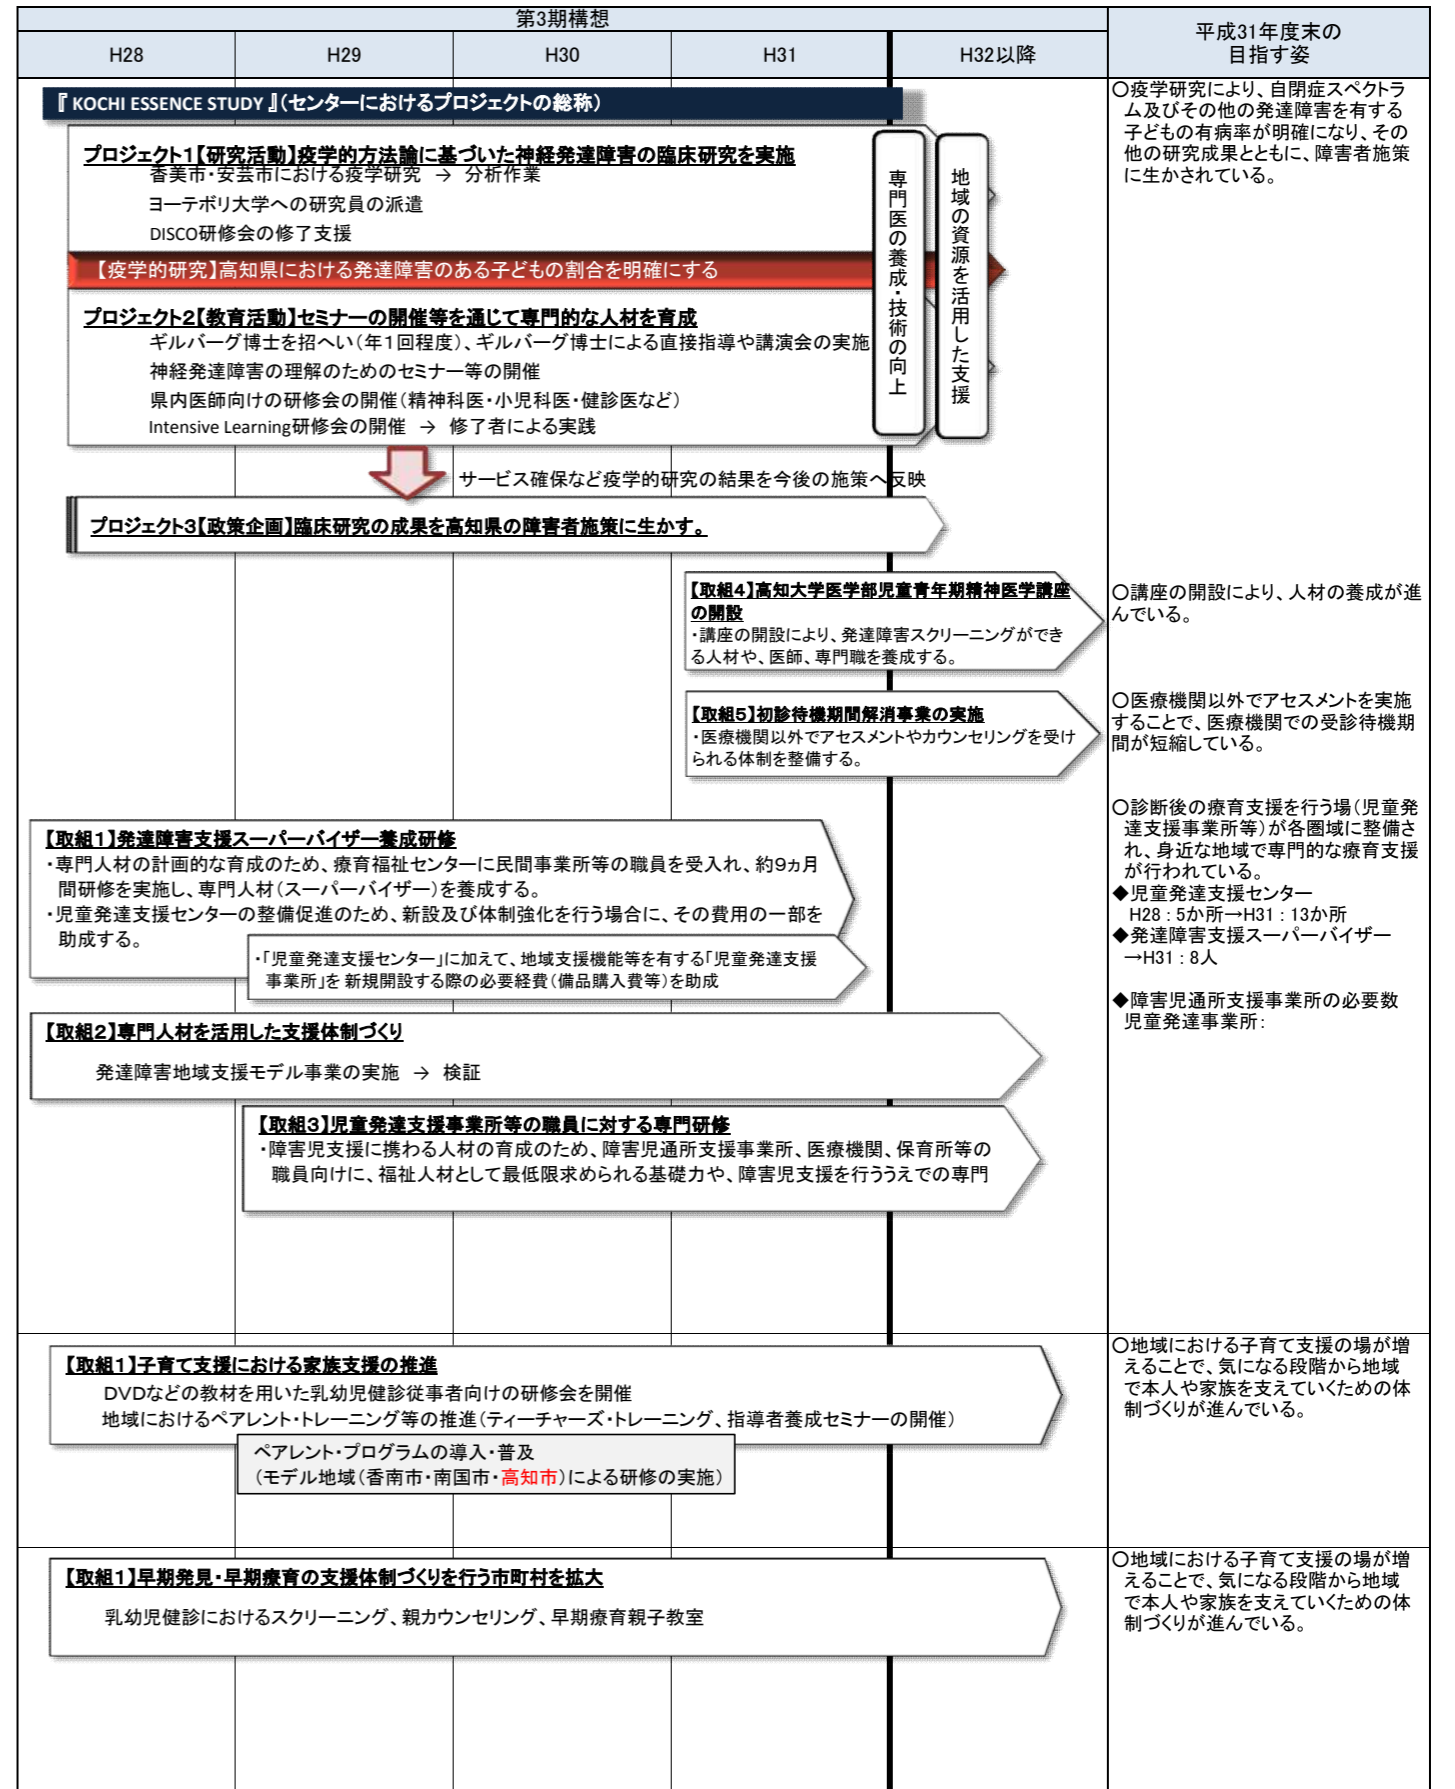 第3期構想
平成31年度末の
目指す姿
H28
H29
H30
H31
H32以降
『 KOCHI ESSENCE STUDY 』(センターにおけるプロジェクトの総称)
プロジェクト1【研究活動】疫学的方法論に基づいた神経発達障害の臨床研究を実施
香美市・安芸市における疫学研究 → 分析作業
ヨーテボリ大学への研究員の派遣
DISCO研修会の修了支援
【疫学的研究】高知県における発達障害のある子どもの割合を明確にする
プロジェクト2【教育活動】セミナーの開催等を通じて専門的な人材を育成
ギルバーグ博士を招へい(年1回程度)、ギルバーグ博士による直接指導や講演会の実施
神経発達障害の理解のためのセミナー等の開催
県内医師向けの研修会の開催(精神科医・小児科医・健診医など)
Intensive Learning研修会の開催 → 修了者による実践
専門医の養成・技術の向上
地域の資源を活用した支援
サービス確保など疫学的研究の結果を今後の施策へ反映
プロジェクト3【政策企画】臨床研究の成果を高知県の障害者施策に生かす。
【取組4】高知大学医学部児童青年期精神医学講座
の開設
・講座の開設により、発達障害スクリーニングができ
る人材や、医師、専門職を養成する。
【取組5】初診待機期間解消事業の実施
・医療機関以外でアセスメントやカウンセリングを受け
られる体制を整備する。
【取組1】発達障害支援スーパーバイザー養成研修
・専門人材の計画的な育成のため、療育福祉センターに民間事業所等の職員を受入れ、約9ヵ月
間研修を実施し、専門人材(スーパーバイザー)を養成する。
・児童発達支援センターの整備促進のため、新設及び体制強化を行う場合に、その費用の一部を
助成する。
・「児童発達支援センター」に加えて、地域支援機能等を有する「児童発達支援
事業所」を 新規開設する際の必要経費(備品購入費等)を助成
【取組2】専門人材を活用した支援体制づくり
発達障害地域支援モデル事業の実施 → 検証
【取組3】児童発達支援事業所等の職員に対する専門研修
・障害児支援に携わる人材の育成のため、障害児通所支援事業所、医療機関、保育所等の
職員向けに、福祉人材として最低限求められる基礎力や、障害児支援を行ううえでの専門
【取組1】子育て支援における家族支援の推進
DVDなどの教材を用いた乳幼児健診従事者向けの研修会を開催
地域におけるペアレント・トレーニング等の推進(ティーチャーズ・トレーニング、指導者養成セミナーの開催)
ペアレント・プログラムの導入・普及
(モデル地域(香南市・南国市・高知市)による研修の実施)
【取組1】早期発見・早期療育の支援体制づくりを行う市町村を拡大
乳幼児健診におけるスクリーニング、親カウンセリング、早期療育親子教室
○疫学研究により、自閉症スペクトラ
ム及びその他の発達障害を有する
子どもの有病率が明確になり、その
他の研究成果とともに、障害者施策
に生かされている。
○講座の開設により、人材の養成が進
んでいる。
○医療機関以外でアセスメントを実施
することで、医療機関での受診待機期
間が短縮している。
○診断後の療育支援を行う場(児童発
達支援事業所等)が各圏域に整備さ
れ、身近な地域で専門的な療育支援
が行われている。
◆児童発達支援センター
H28:5か所→H31:13か所
◆発達障害支援スーパーバイザー
→H31:8人
◆障害児通所支援事業所の必要数
児童発達事業所:
○地域における子育て支援の場が増
えることで、気になる段階から地域
で本人や家族を支えていくための体
制づくりが進んでいる。
○地域における子育て支援の場が増
えることで、気になる段階から地域
で本人や家族を支えていくための体
制づくりが進んでいる。